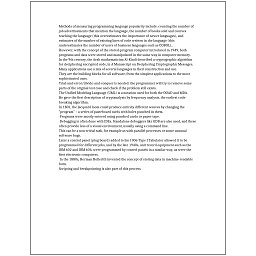 Methods of measuring programming language popularity include: counting the number of
job advertisements that mention the language, the number of books sold and courses
teaching the language (this overestimates the importance of newer languages), and
estimates of the number of existing lines of code written in the language (this
underestimates the number of users of business languages such as COBOL).
However, with the concept of the stored-program computer introduced in 1949, both
programs and data were stored and manipulated in the same way in computer memory.
In the 9th century, the Arab mathematician Al-Kindi described a cryptographic algorithm
for deciphering encrypted code, in A Manuscript on Deciphering Cryptographic Messages.
Many applications use a mix of several languages in their construction and use.
They are the building blocks for all software, from the simplest applications to the most
sophisticated ones.
Trial-and-error/divide-and-conquer is needed: the programmer will try to remove some
parts of the original test case and check if the problem still exists.
The Unified Modeling Language (UML) is a notation used for both the OOAD and MDA.
He gave the first description of cryptanalysis by frequency analysis, the earliest code-
breaking algorithm.
In 1801, the Jacquard loom could produce entirely different weaves by changing the
"program" – a series of pasteboard cards with holes punched in them.
Programs were mostly entered using punched cards or paper tape.
Debugging is often done with IDEs. Standalone debuggers like GDB are also used, and these
often provide less of a visual environment, usually using a command line.
This can be a non-trivial task, for example as with parallel processes or some unusual
software bugs.
Later a control panel (plug board) added to his 1906 Type I Tabulator allowed it to be
programmed for different jobs, and by the late 1940s, unit record equipment such as the
IBM 602 and IBM 604, were programmed by control panels in a similar way, as were the
first electronic computers.
In the 1880s, Herman Hollerith invented the concept of storing data in machine-readable
form.
Scripting and breakpointing is also part of this process.